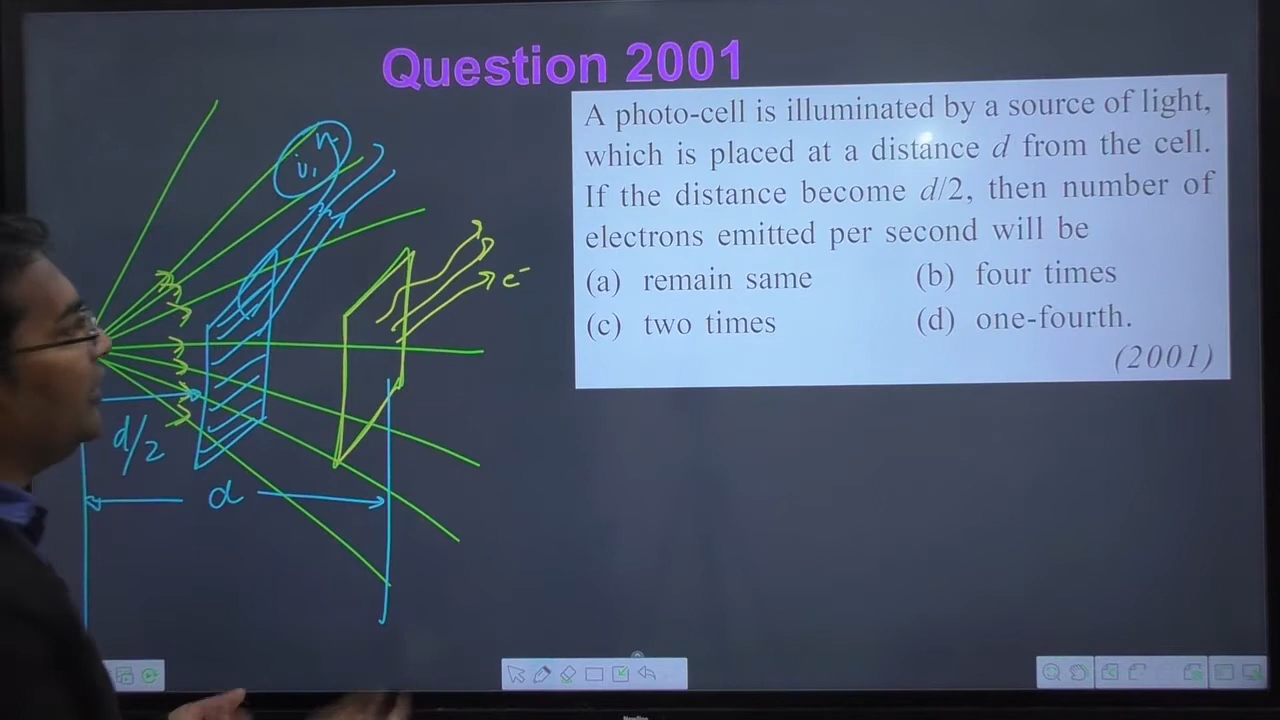 Question 2001
A photo-cell is illuminated by a source of light,
which is placed at a distance d from the cell.
If the distance become d/2, then number of
electrons emitted per second will be
(a) remain same (b) four times
(c) two times (d) one-fourth.
(2001)
e-
d/2
d